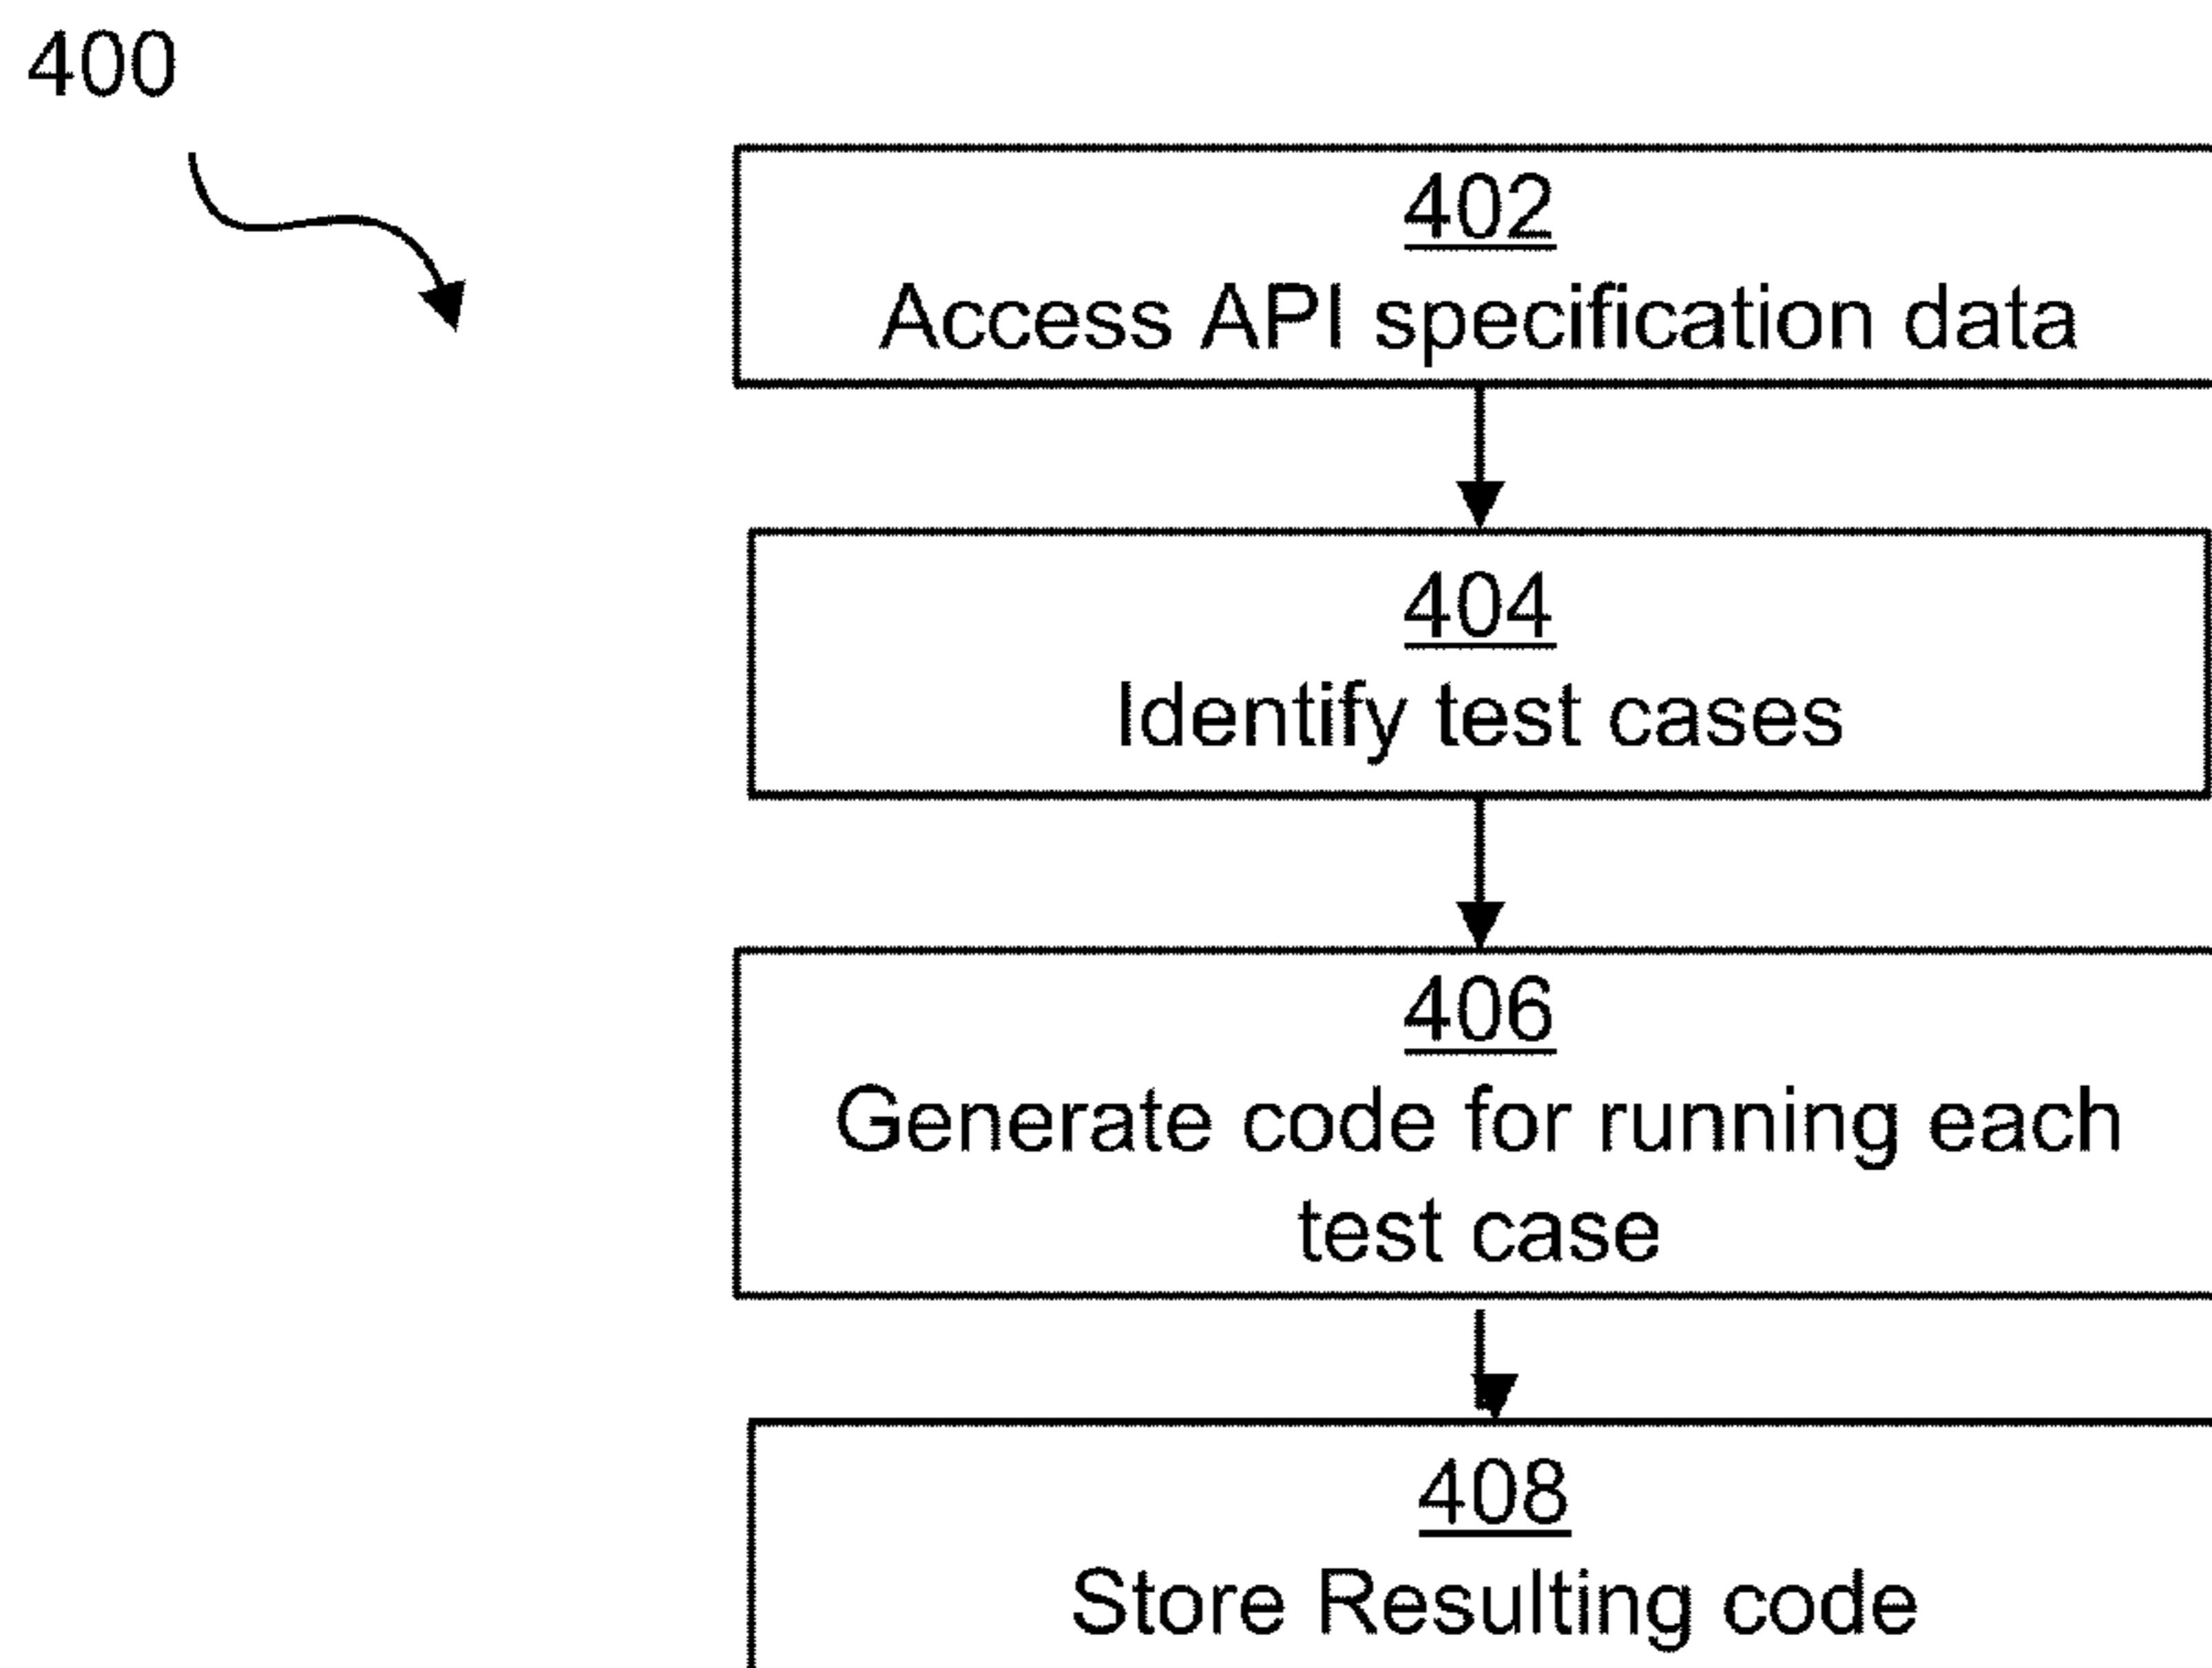 400
402
Access API specification data
404
Identify test cases
406
Generate code for running each
test case
408
Store Resulting code